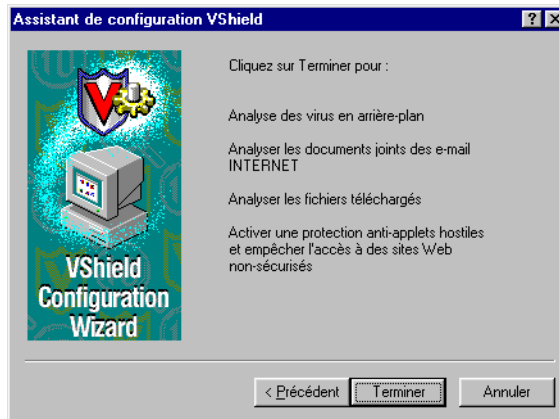 Assistant de configuration VShield
Cliquez sur Terminer pour :
Analyse des virus en arrière-plan
Analyser les documents joints des e-mail
INTERNET
Analyser les fichiers téléchargés
Activer une protection anti-applets hostiles
et empêcher l'accès à des sites Web
non-sécurisés
V
VShield
Configuration
Wizard
< Précédent
Terminer
Annuler